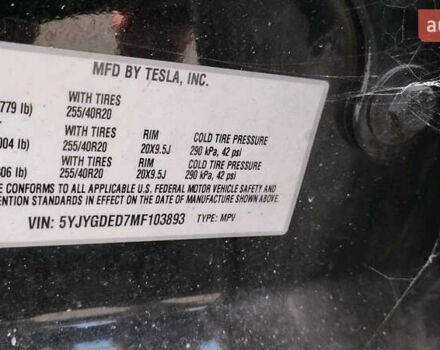 au
MFD BY TESLA, INC.
779 lb) WITH TIRES
255/40R20
004 lb) WITH TIRES RIM COLD TIRE PRESSURE
255/40R20 20X9.5J 290 kPa, 42 psi
806 lb) WITH TIRES RIM COLD TIRE PRESSURE
255/40R20 20X9.5J 290 kPa, 42 psi
E CONFORMS TO ALL APPLICABLE U.S. FEDERAL MOTOR VEHICLE SAFETY AND
ENTION STANDARDS IN EFFECT ON THE DATE OF MANUFACTURE SHOWN ABOVE.
VIN: 5YJYGDED7MF103893 TYPE: MPV